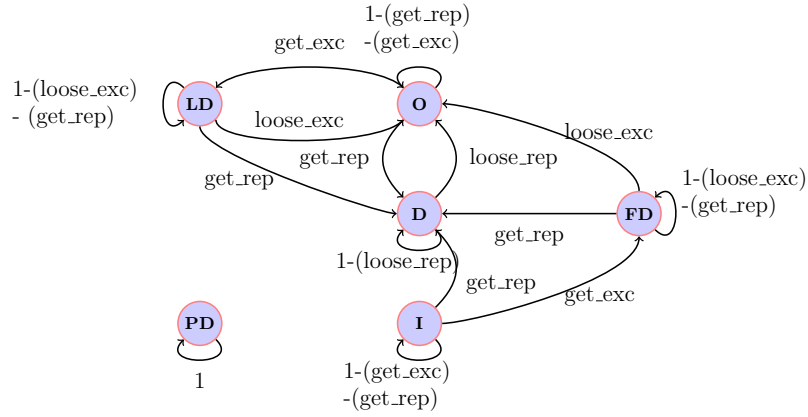 1-(get_rep)
-(get_exc)
get_exc
1-(loose_exc)
- (get_rep)
LD
O
loose_exc
loose_exc
get_rep
loose_rep
get_rep
1-(loose_exc)
-(get_rep)
D
FD
get_rep
1-(loose_rep)
get_rep
get_exc
PD
I
1
1-(get_exc)
-(get_rep)